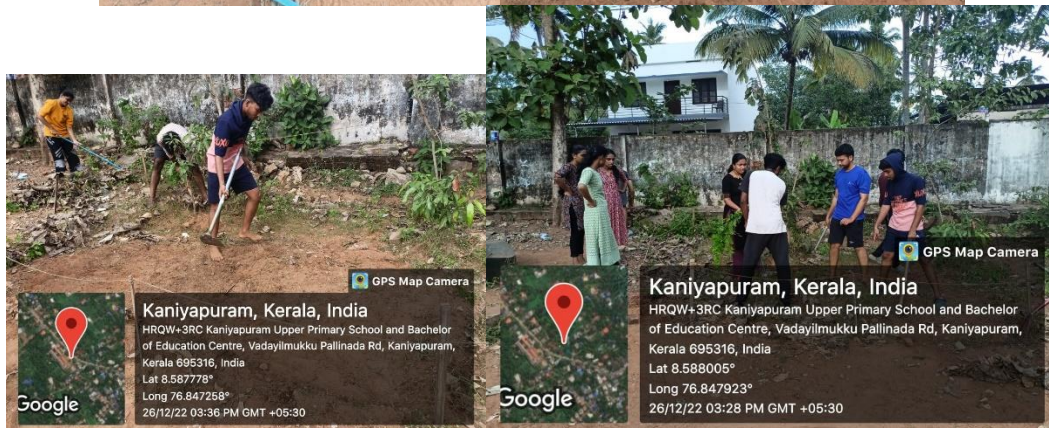 GPS Map Camera
Kaniyapuram, Kerala, India
HRQW+3RC Kaniyapuram Upper Primary School and Bachelor
of Education Centre, Vadayilmukku Pallinada Rd, Kaniyapuram,
Kerala 695316, India
Lat 8.587778°
Long 76.847258°
26/12/22 03:36 PM GMT +05:30
Google
GPS Map Camera
Kaniyapuram, Kerala, India
HRQW+3RC Kaniyapuram Upper Primary School and Bachelor
of Education Centre, Vadayilmukku Pallinada Rd, Kaniyapuram,
Kerala 695316, India
Lat 8.588005°
Long 76.847923°
26/12/22 03:28 PM GMT +05:30
Google